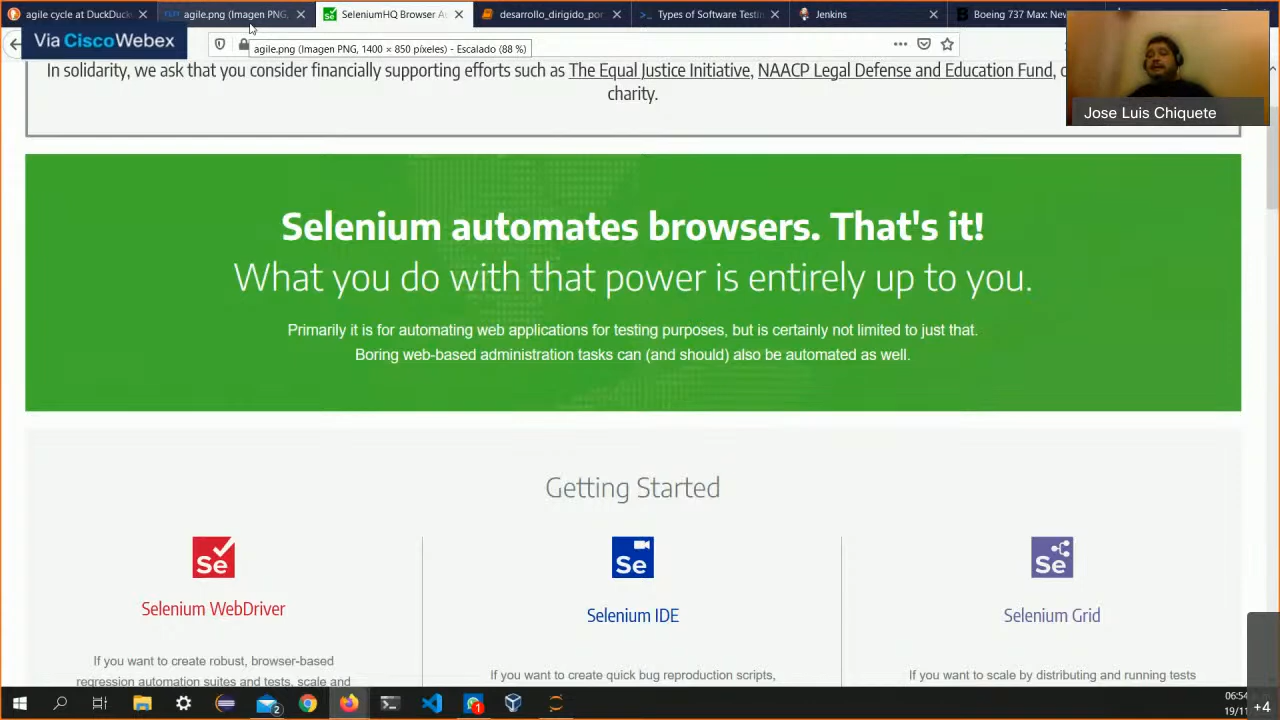 agile cycle at DuckDuck
agile.png (Imagen PNG,
SeleniumHQ Browser Au
desarrollo_dirigido_por
Types of Software Testin
Jenkins
Boeing 737 Max: New
Via CiscoWebex
agile.png (Imagen PNG, 1400 × 850 píxeles) - Escalado (88 %)
In solidarity, we ask that you consider financially supporting efforts such as The Equal Justice Initiative, NAACP Legal Defense and Education Fund,
charity.
Jose Luis Chiquete
Selenium automates browsers. That's it!
What you do with that power is entirely up to you.
Primarily it is for automating web applications for testing purposes, but is certainly not limited to just that.
Boring web-based administration tasks can (and should) also be automated as well.
Getting Started
Se
Se
Se
Selenium WebDriver
Selenium IDE
Selenium Grid
If you want to create robust, browser-based
regression automation suites and tests, scale and
If you want to create quick bug reproduction scripts,
If you want to scale by distributing and running tests
2
1
06:54
19/11
+4